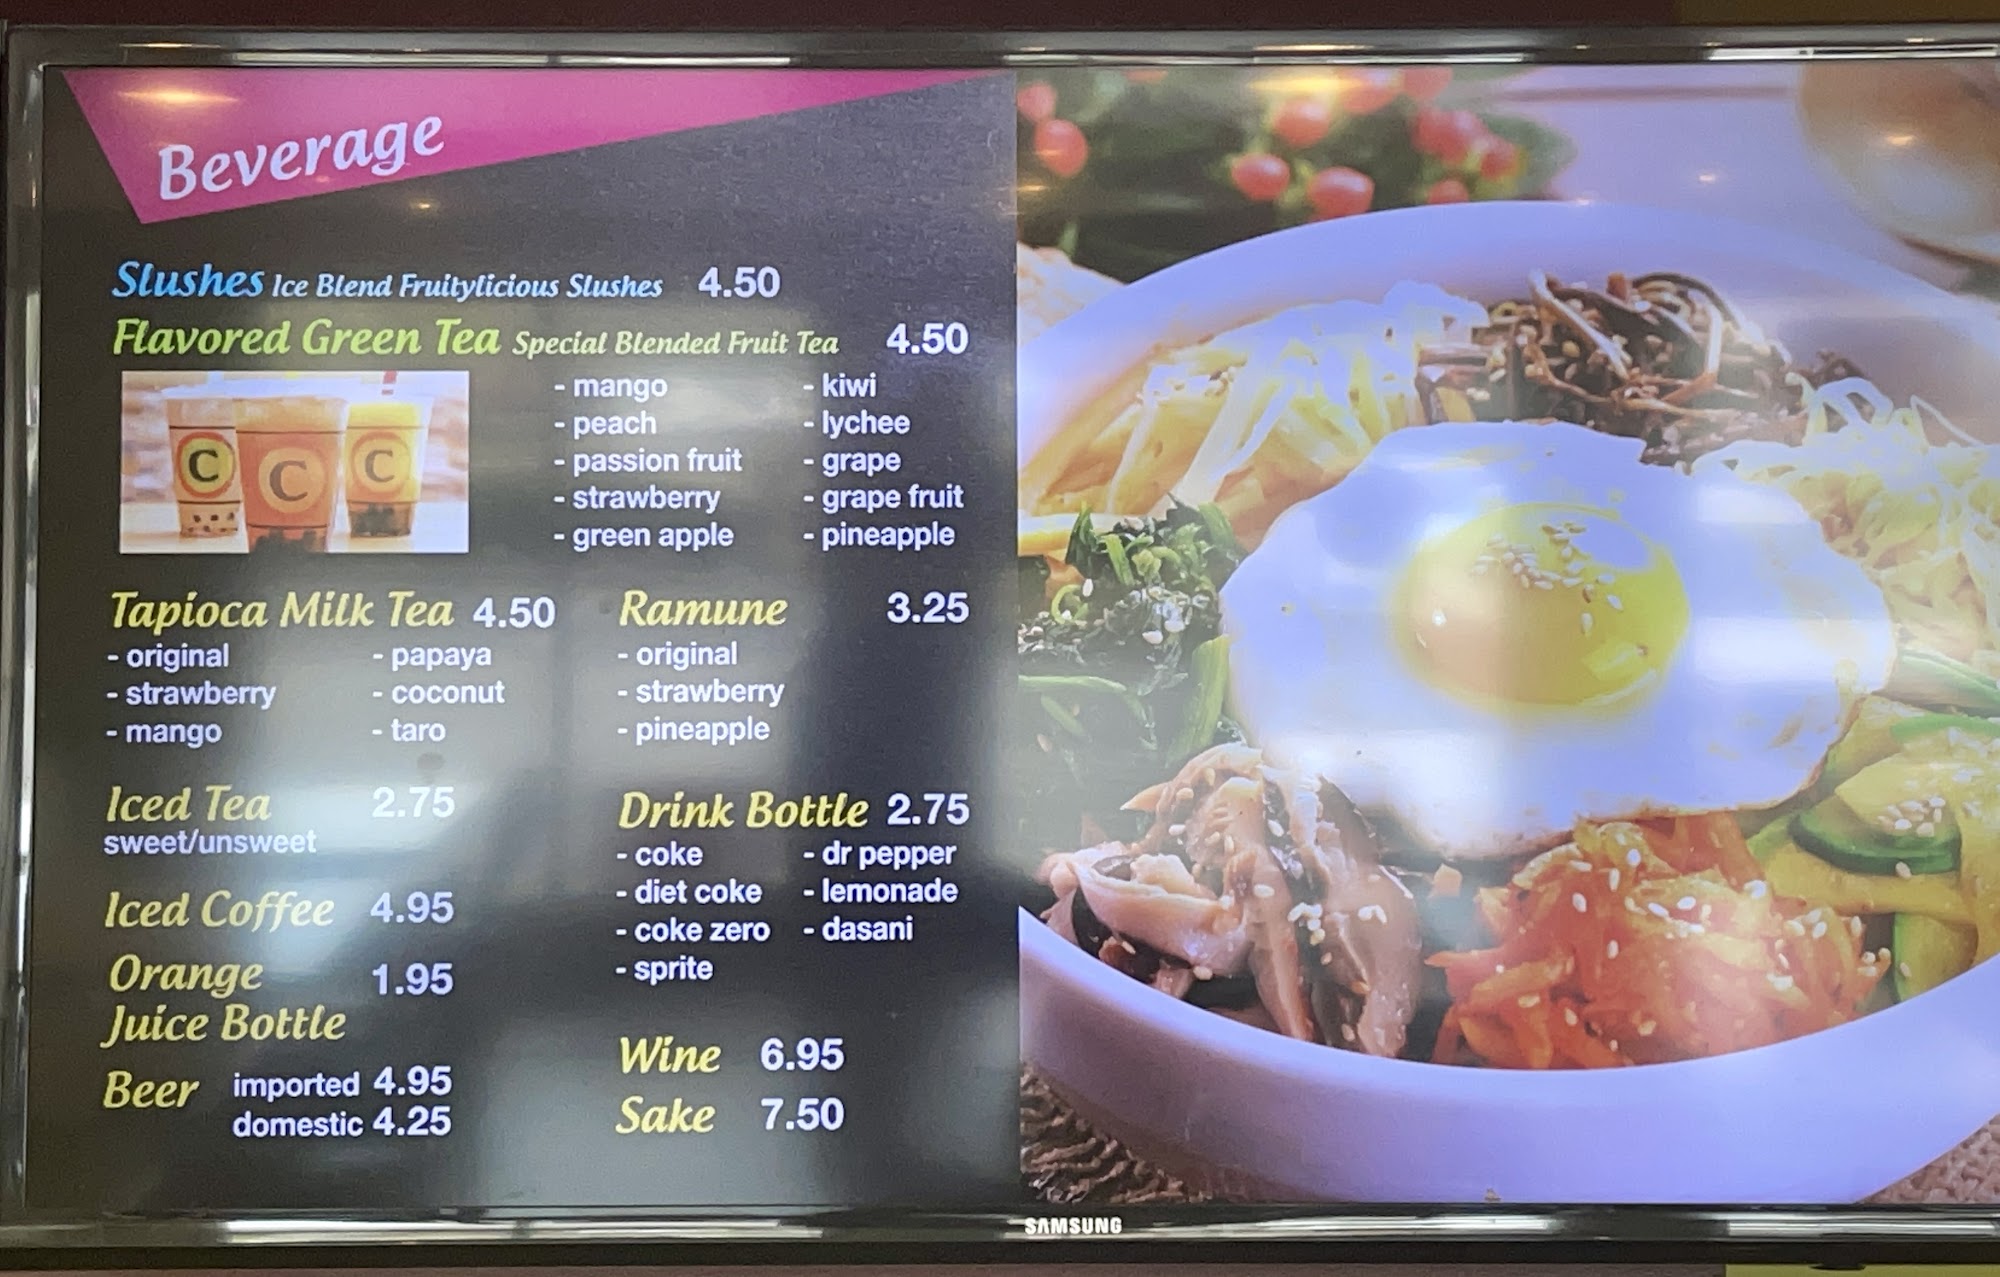 Beverage
Slushes Ice Blend Fruitylicious Slushes 4.50
Flavored Green Tea Special Blended Fruit Tea 4.50
C C C
- mango
- peach
- passion fruit
- strawberry
- green apple
- kiwi
- lychee
- grape
- grape fruit
- pineapple
Tapioca Milk Tea 4.50
- original
- strawberry
- mango
- papaya
- coconut
- taro
Ramune 3.25
- original
- strawberry
- pineapple
Iced Tea 2.75
sweet/unsweet
Iced Coffee 4.95
Orange 1.95
Juice Bottle
Beer imported 4.95
domestic 4.25
Drink Bottle 2.75
- coke
- diet coke
- coke zero
- sprite
- dr pepper
- lemonade
- dasani
Wine 6.95
Sake 7.50
SAMSUNG